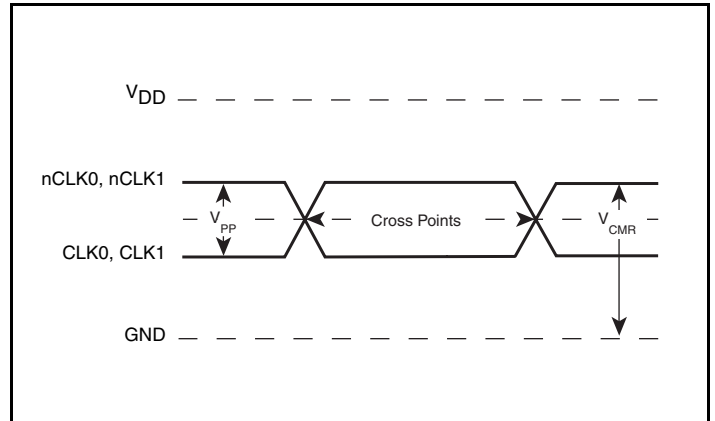 VDD
nCLK0, nCLK1
VPP
Cross Points
VCMR
CLK0, CLK1
GND